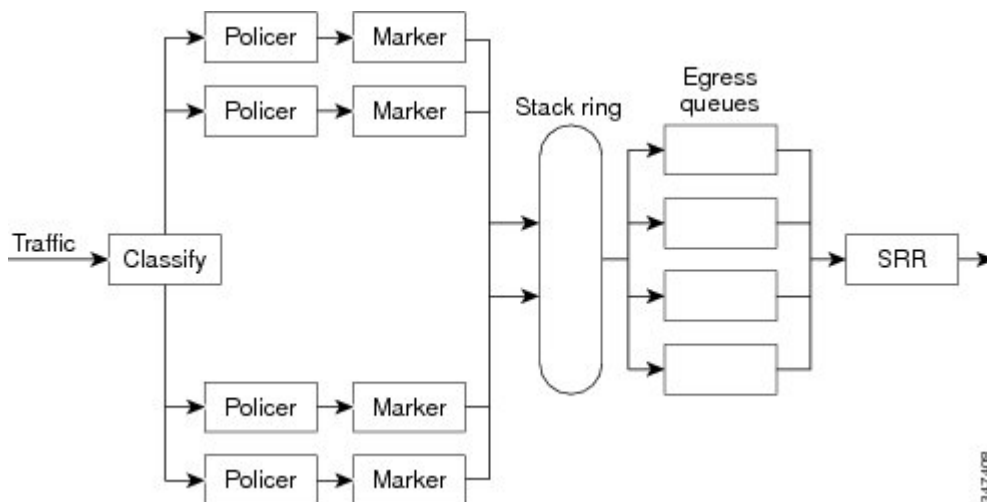 Policer
Marker
Policer
Marker
Stack ring
Egress
queues
Traffic
Classify
SRR
Policer
Marker
Policer
Marker